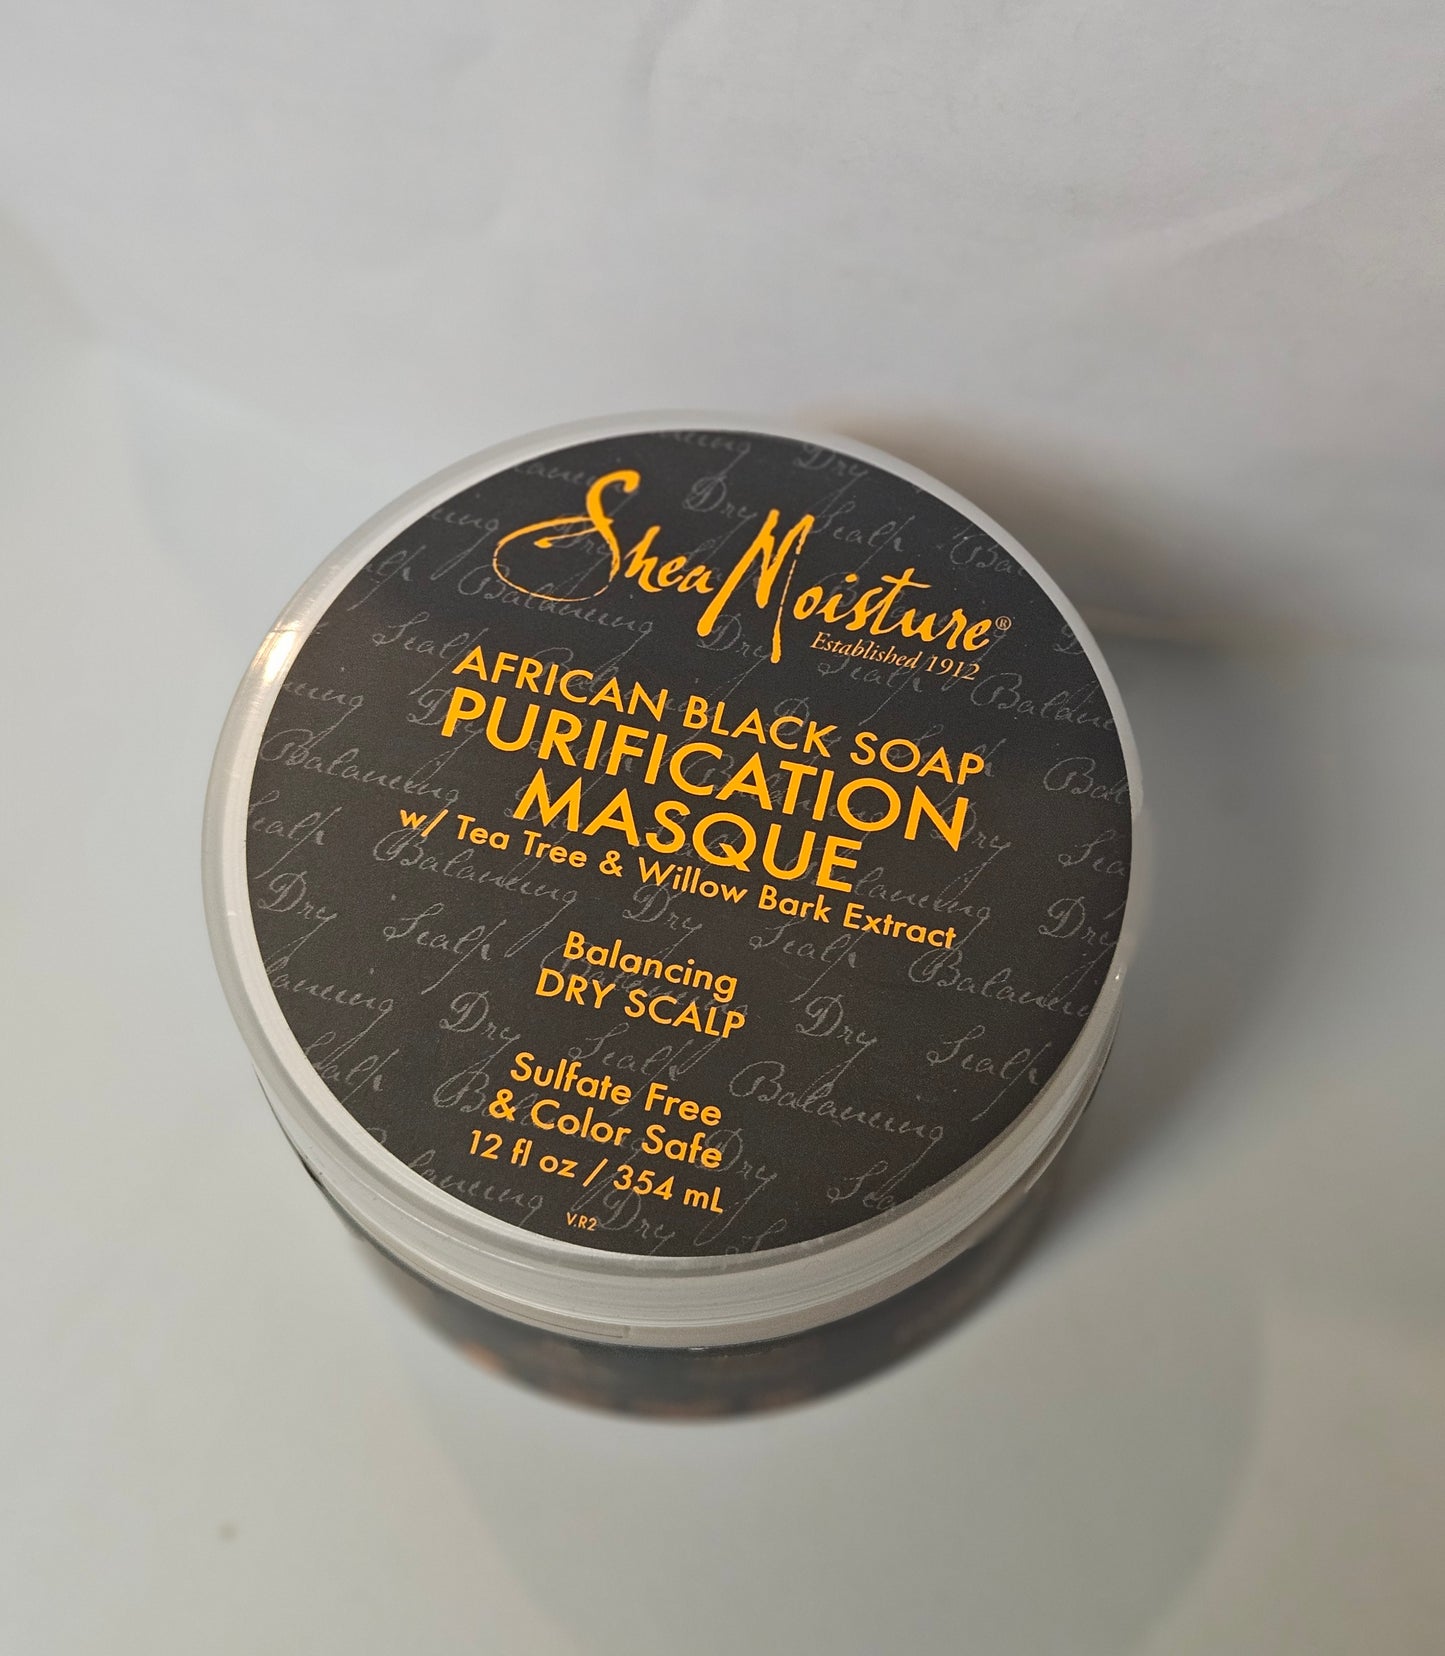 SheaMoisture®
Established 1912
AFRICAN BLACK SOAP
PURIFICATION
MASQUE
w/ Tea Tree & Willow Bark Extract
Balancing
DRY SCALP
Sulfate Free
& Color Safe
12 fl oz / 354 mL
V.R2